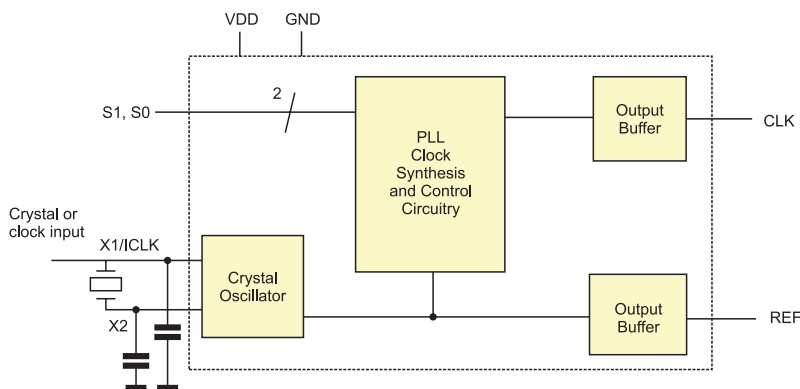 VDD GND
2
S1, S0
PLL
Clock
Synthesis
and Control
Circuitry
Output
Buffer
CLK
Crystal or
clock input
X1/ICLK
Crystal
Oscillator
X2
Output
Buffer
REF